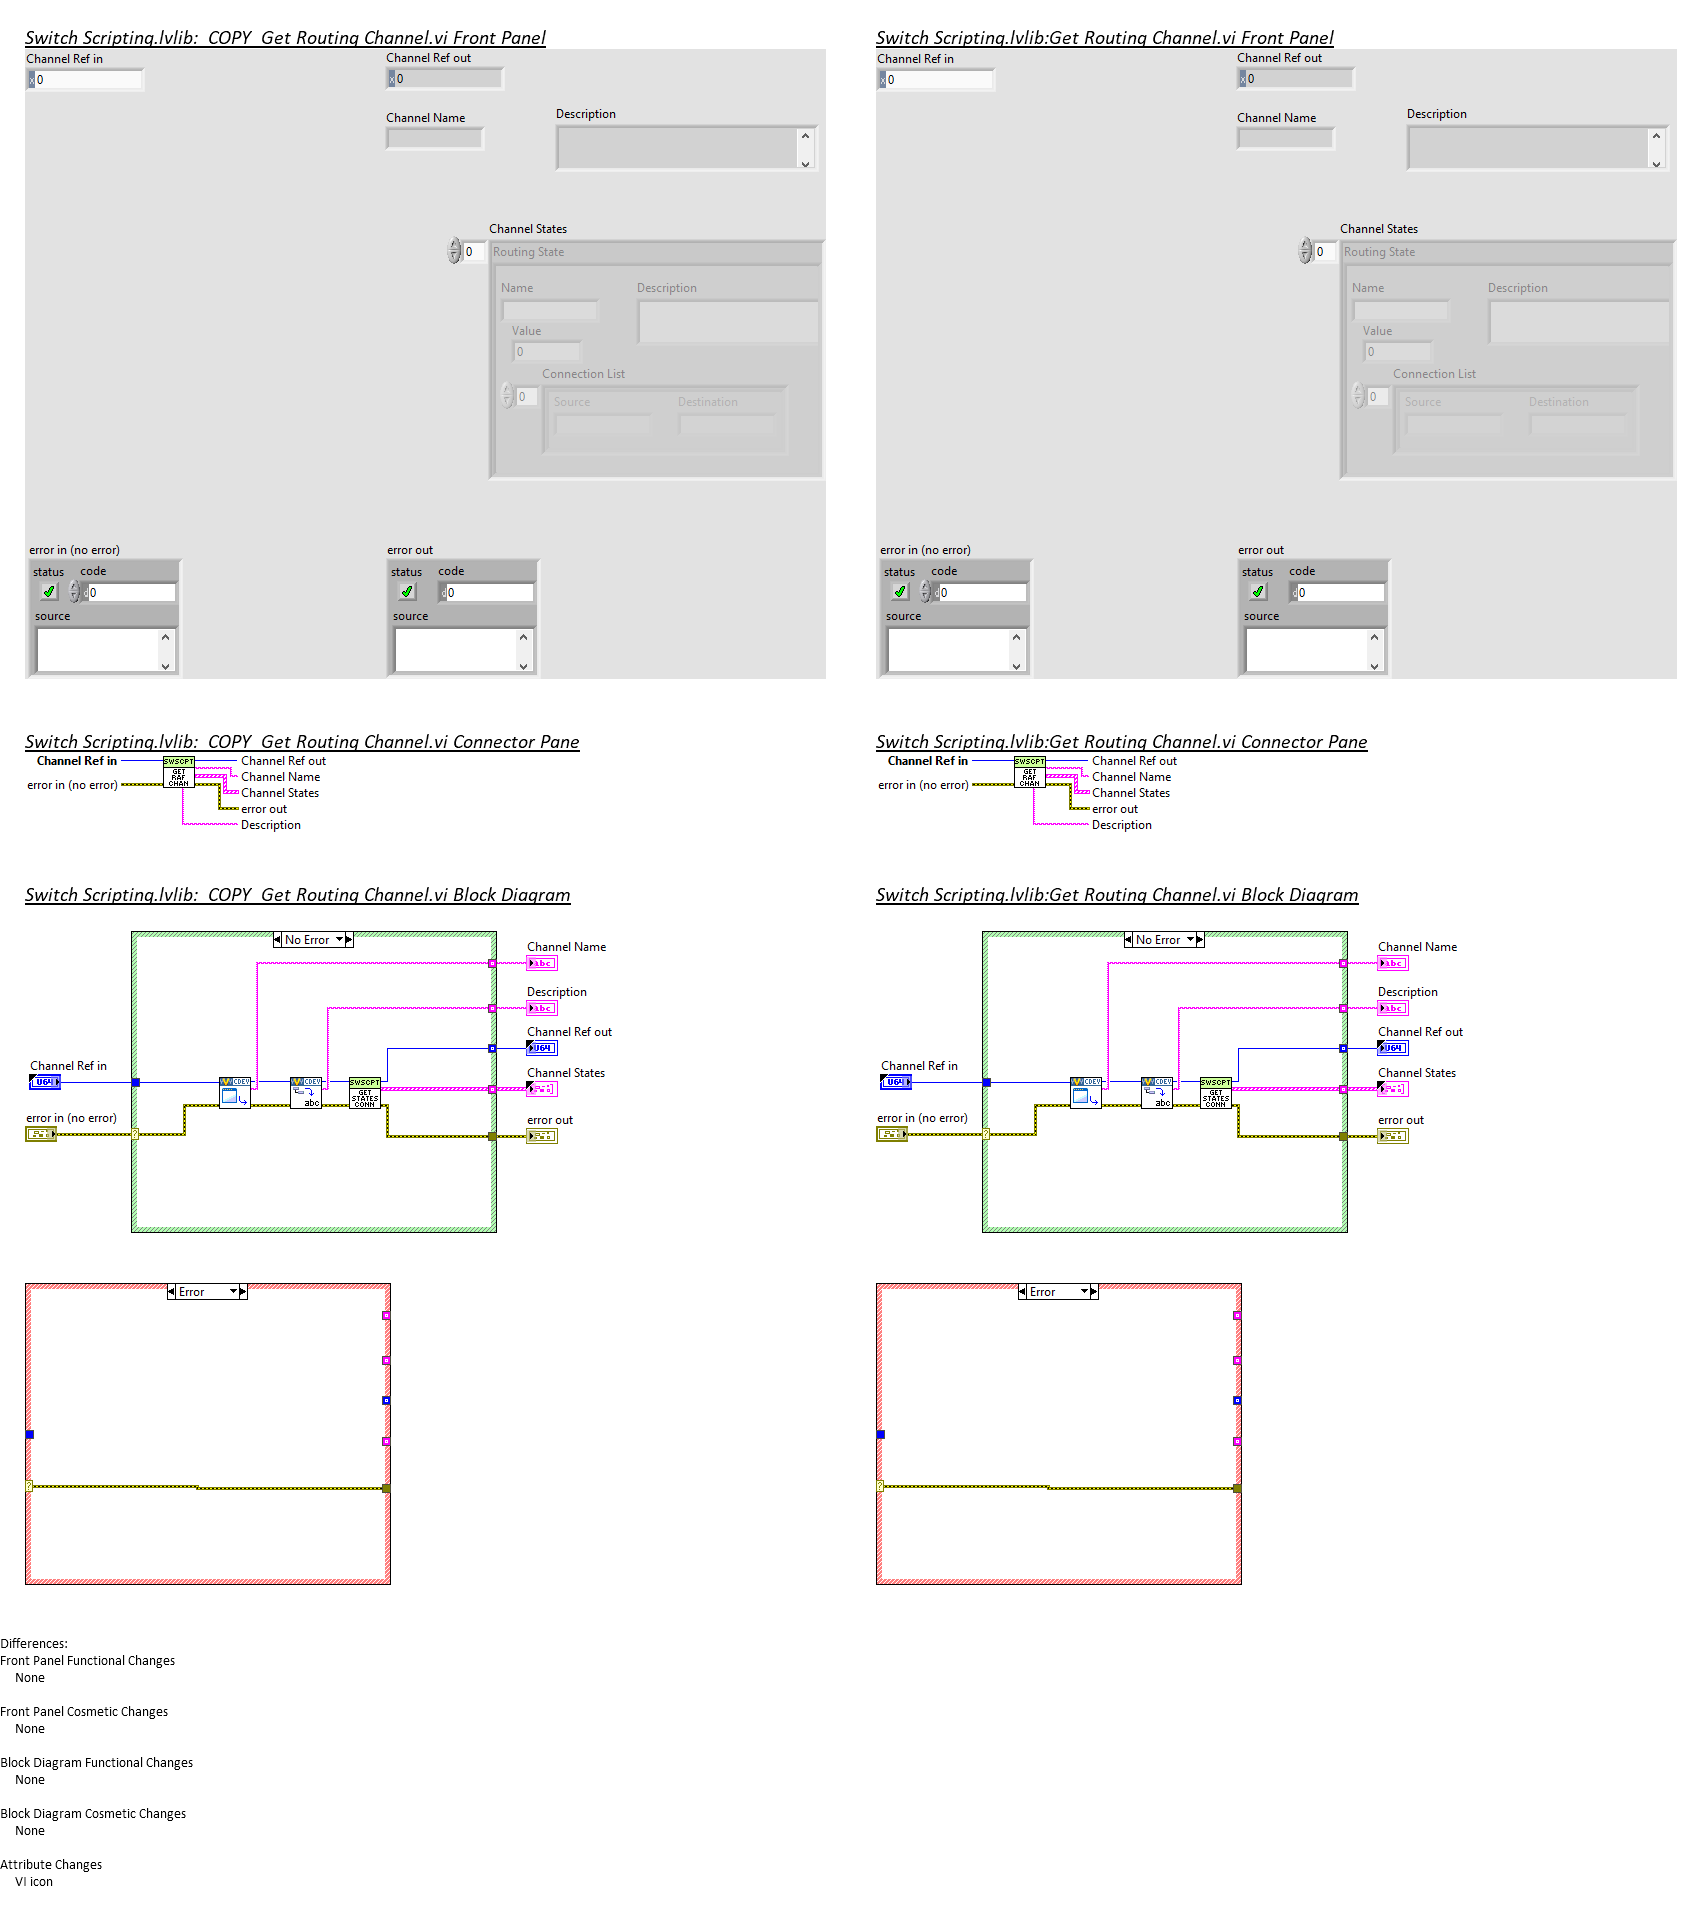 Switch Scripting.lvlib:_COPY_Get Routing Channel.vi Front Panel
Channel Ref in
x 0
Channel Ref out
x 0
Channel Name
Description
Channel States
0
Routing State
Name
Description
Value
0
Connection List
0
Source
Destination
error in (no error)
status
code
d 0
source
error out
status
code
d 0
source
Switch Scripting.lvlib:Get Routing Channel.vi Front Panel
Channel Ref in
x 0
Channel Ref out
x 0
Channel Name
Description
Channel States
0
Routing State
Name
Description
Value
0
Connection List
0
Source
Destination
error in (no error)
status
code
d 0
source
error out
status
code
d 0
source
Switch Scripting.lvlib:_COPY_Get Routing Channel.vi Connector Pane
Channel Ref in
error in (no error)
SWSCPT
GET
RAF
CHAN
Channel Ref out
Channel Name
Channel States
error out
Description
Switch Scripting.lvlib:Get Routing Channel.vi Connector Pane
Channel Ref in
error in (no error)
SWSCPT
GET
RAF
CHAN
Channel Ref out
Channel Name
Channel States
error out
Description
Switch Scripting.lvlib:_COPY_Get Routing Channel.vi Block Diagram
No Error
Channel Name
abc
Description
abc
Channel Ref out
U64
Channel Ref in
U64
Channel States
error in (no error)
?
CDEV
CDEV
abc
SWSCPT
GET
STATES
CONN
error out
Error
?
Switch Scripting.lvlib:Get Routing Channel.vi Block Diagram
No Error
Channel Name
abc
Description
abc
Channel Ref out
U64
Channel Ref in
U64
Channel States
error in (no error)
?
CDEV
CDEV
abc
SWSCPT
GET
STATES
CONN
error out
Error
?
Differences:
Front Panel Functional Changes
None
Front Panel Cosmetic Changes
None
Block Diagram Functional Changes
None
Block Diagram Cosmetic Changes
None
Attribute Changes
VI icon